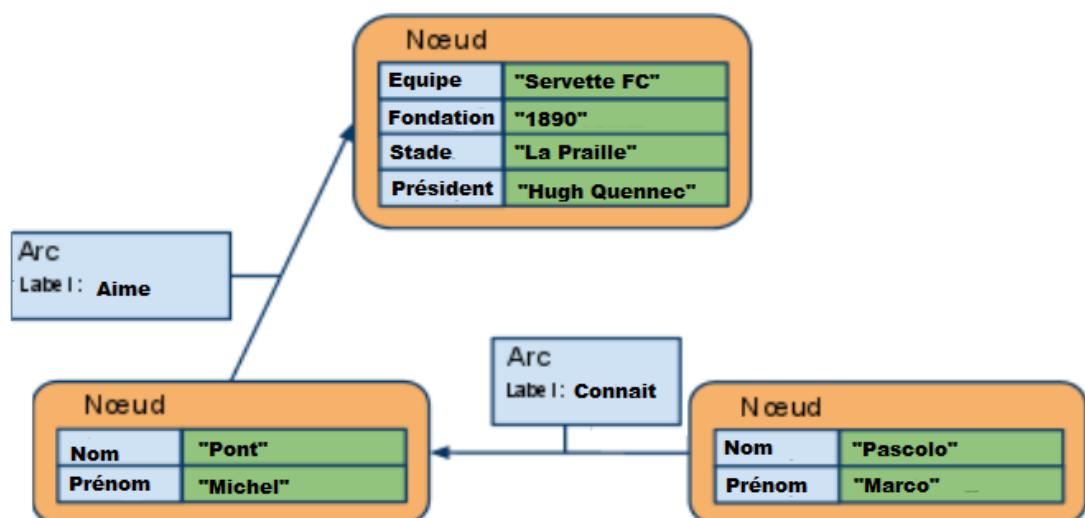 Nœud
Equipe "Servette FC"
Fondation "1890"
Stade "La Praille"
Président "Hugh Quennec"
Arc
Label: Aime
Arc
Label: Connait
Nœud
Nom "Pont"
Prénom "Michel"
Nœud
Nom "Pascolo"
Prénom "Marco"